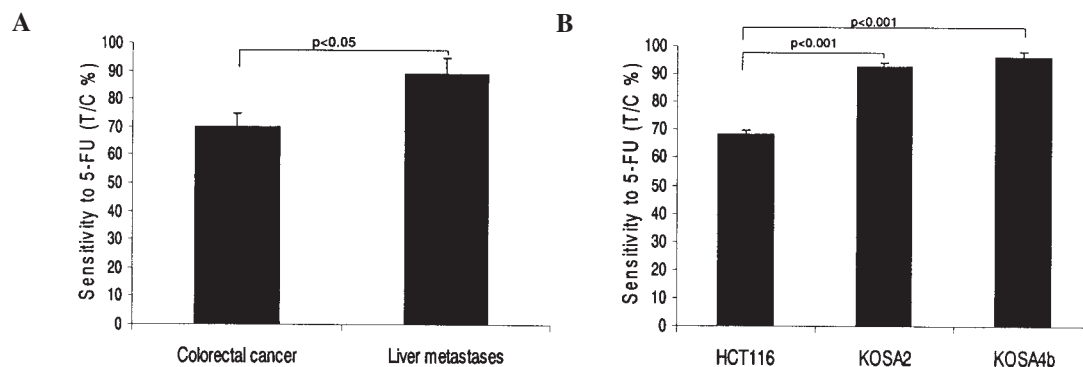 A
p<0.05
Sensitivity to 5-FU (T/C %)
100
90
80
70
60
50
40
30
20
10
0
Colorectal cancer
Liver metastases
B
p<0.001
p<0.001
Sensitivity to 5-FU (T/C %)
100
90
80
70
60
50
40
30
20
10
0
HCT116
KOSA2
KOSA4b